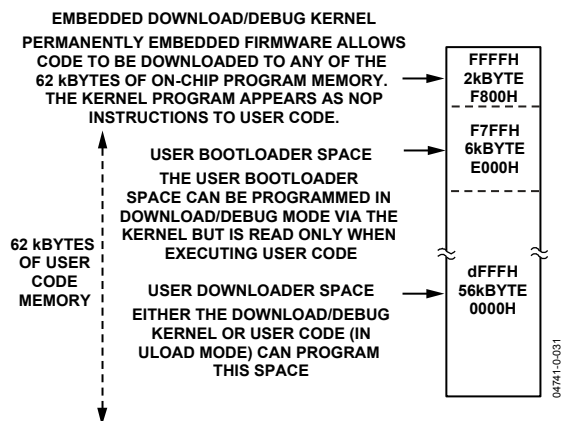 EMBEDDED DOWNLOAD/DEBUG KERNEL
PERMANENTLY EMBEDDED FIRMWARE ALLOWS
CODE TO BE DOWNLOADED TO ANY OF THE
62 kBYTES OF ON-CHIP PROGRAM MEMORY.
THE KERNEL PROGRAM APPEARS AS NOP
INSTRUCTIONS TO USER CODE.
FFFFH
2kBYTE
F800H
USER BOOTLOADER SPACE
THE USER BOOTLOADER
SPACE CAN BE PROGRAMMED IN
DOWNLOAD/DEBUG MODE VIA THE
KERNEL BUT IS READ ONLY WHEN
EXECUTING USER CODE
F7FFH
6kBYTE
E000H
62 kBYTES
OF USER
CODE
MEMORY
USER DOWNLOADER SPACE
EITHER THE DOWNLOAD/DEBUG
KERNEL OR USER CODE (IN
ULOAD MODE) CAN PROGRAM
THIS SPACE
dFFFH
56kBYTE
0000H
04741-0-031